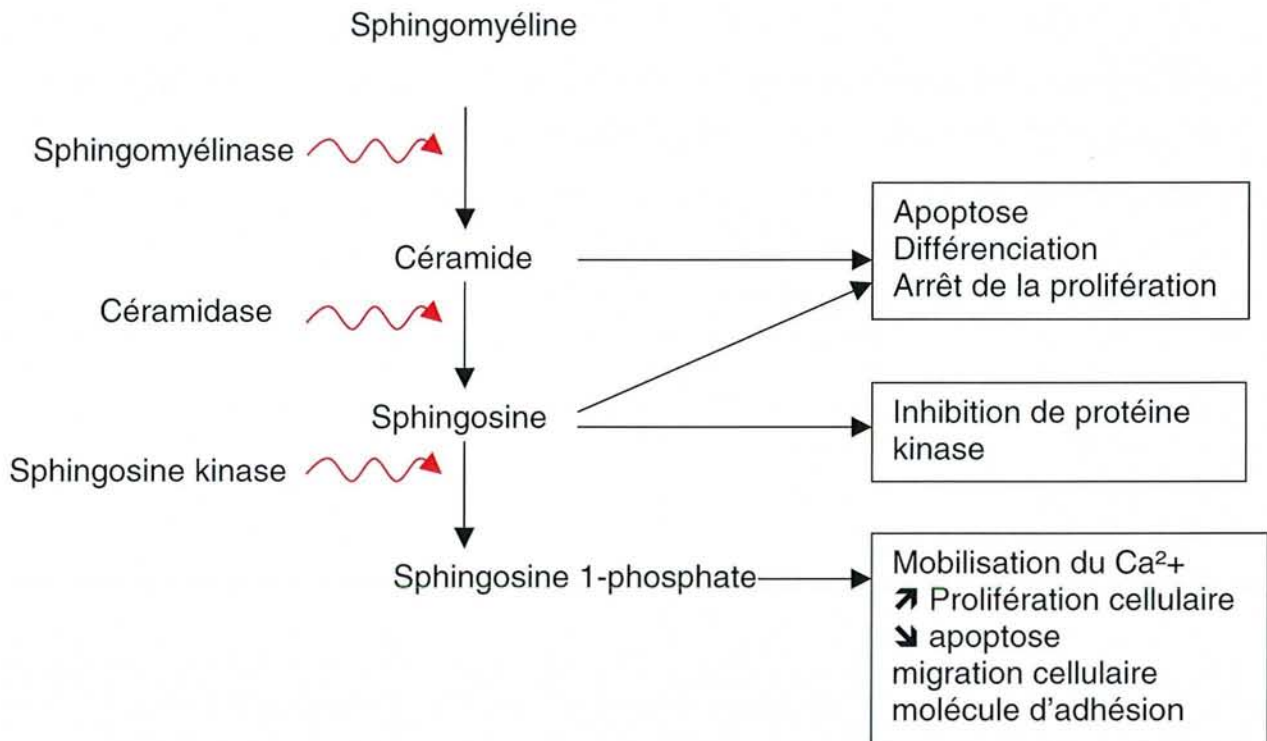 Sphingomyéline
Sphingomyélinase
Céramide
Apoptose
Différenciation
Arrêt de la prolifération
Céramidase
Sphingosine
Inhibition de protéine
kinase
Sphingosine kinase
Sphingosine 1-phosphate
Mobilisation du Ca²+
↗ Prolifération cellulaire
↘ apoptose
migration cellulaire
molécule d'adhésion